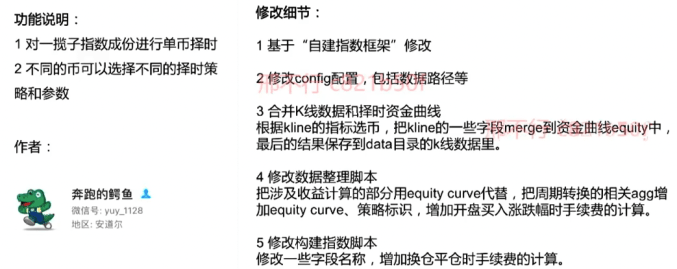 功能说明：
1 对一揽子指数成份进行单币择时
2 不同的币可以选择不同的择时策
略和参数
作者：
奔跑的鳄鱼
微信号: yuy_1128
地区: 安道尔
修改细节：
1 基于“自建指数框架”修改
2 修改config配置，包括数据路径等
3 合并K线数据和择时资金曲线
根据kline的指标选币，把kline的一些字段merge到资金曲线equity中，
最后的结果保存到data目录的k线数据里。
4 修改数据整理脚本
把涉及收益计算的部分用equity curve代替，把周期转换的相关agg增
加equity curve、策略标识，增加开盘买入涨跌幅时手续费的计算。
5 修改构建指数脚本
修改一些字段名称，增加换仓平仓时手续费的计算。